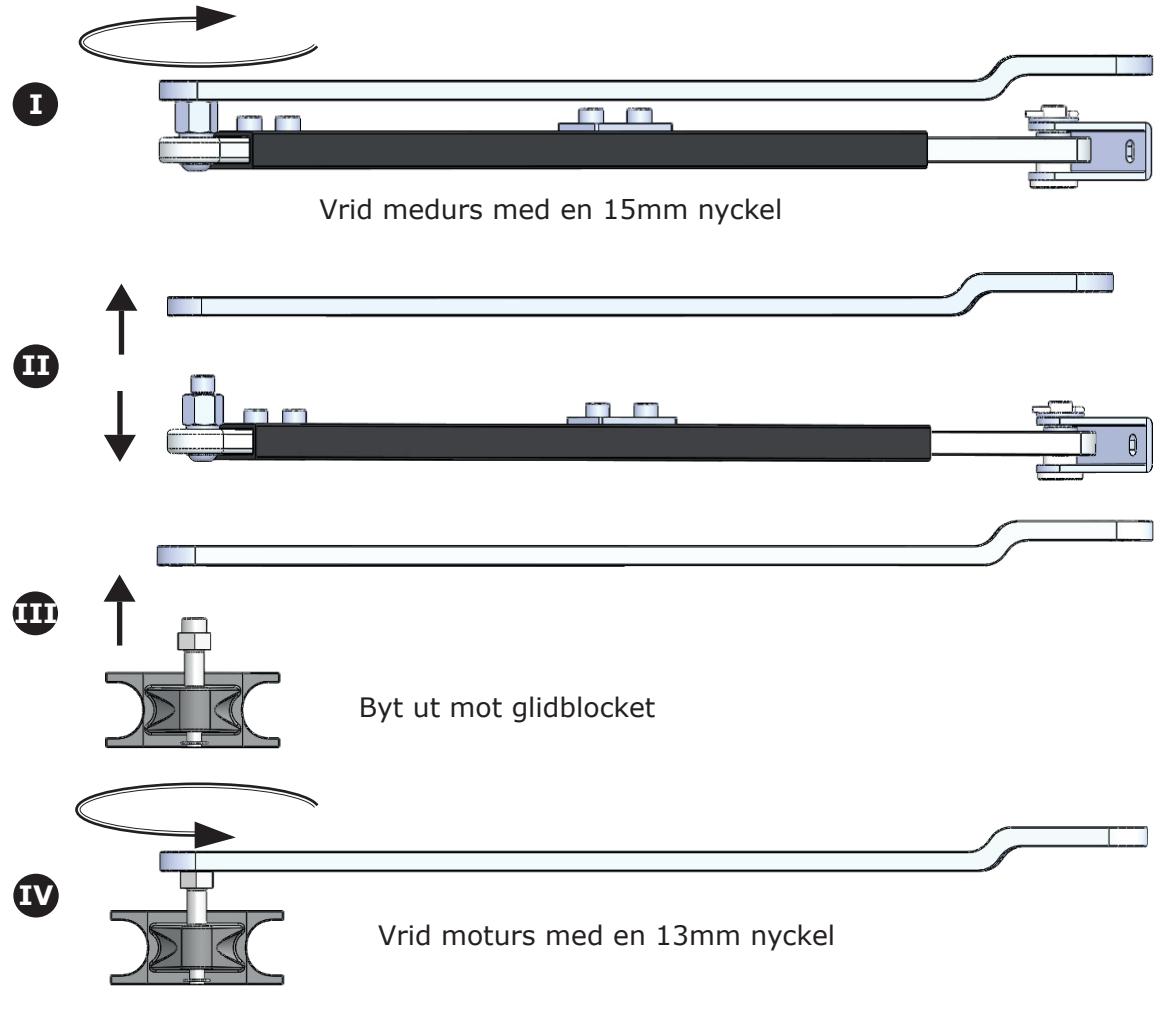 I
Vrid medurs med en 15mm nyckel
II
III
Byt ut mot glidblocket
IV
Vrid moturs med en 13mm nyckel